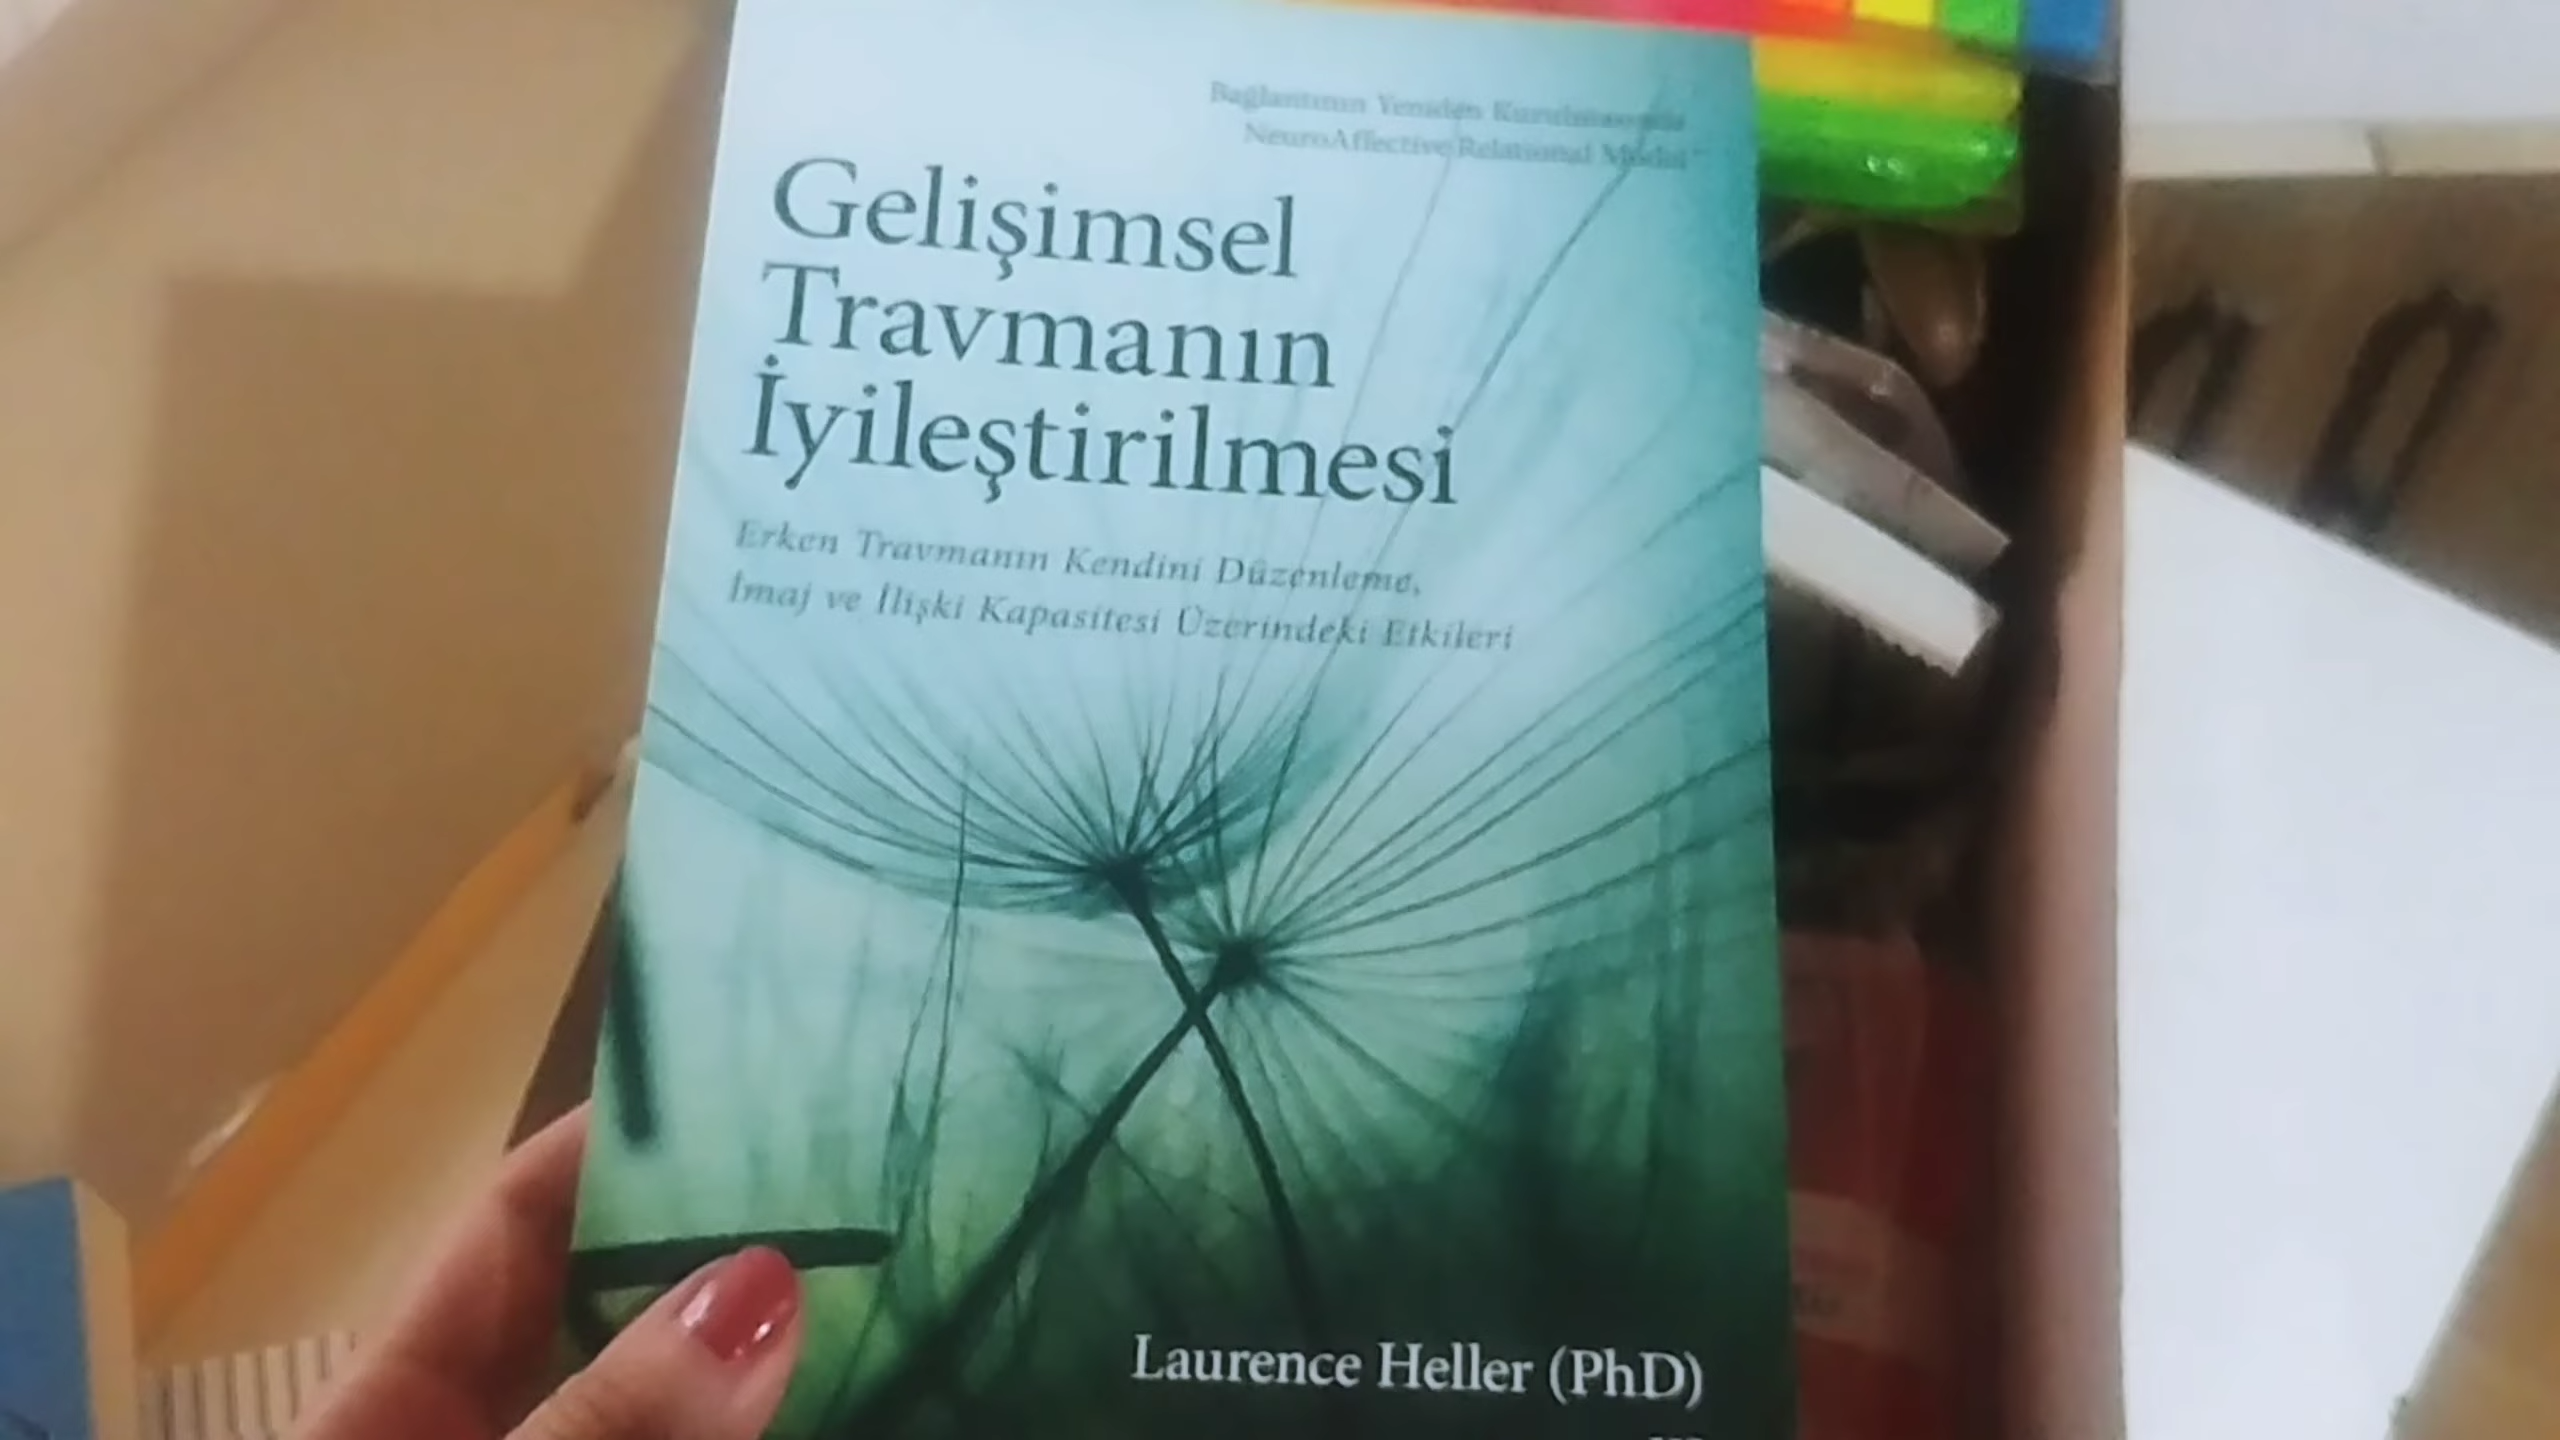 Bağlantının Yeniden Kurulmasında
NeuroAffective Relational Model™
Gelişimsel
Travmanın
İyileştirilmesi
Erken Travmanın Kendini Düzenleme,
İmaj ve İlişki Kapasitesi Üzerindeki Etkileri
Laurence Heller (PhD)